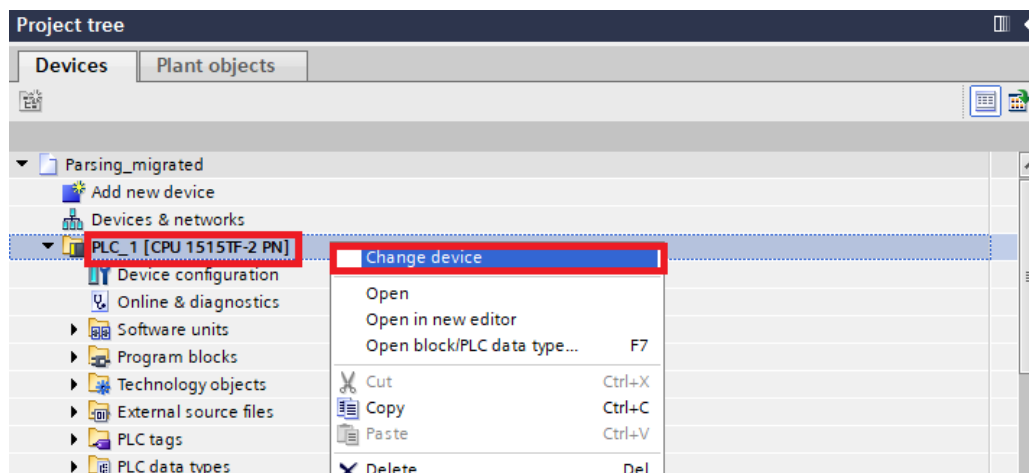 Project tree
Devices Plant objects
Parsing_migrated
Add new device
Devices & networks
PLC_1 [CPU 1515TF-2 PN]
Change device
Device configuration
Open
Online & diagnostics
Open in new editor
Software units
Open block/PLC data type... F7
Program blocks
Technology objects
Cut Ctrl+X
External source files
Copy Ctrl+C
PLC tags
Paste Ctrl+V
PLC data types
Delete Del